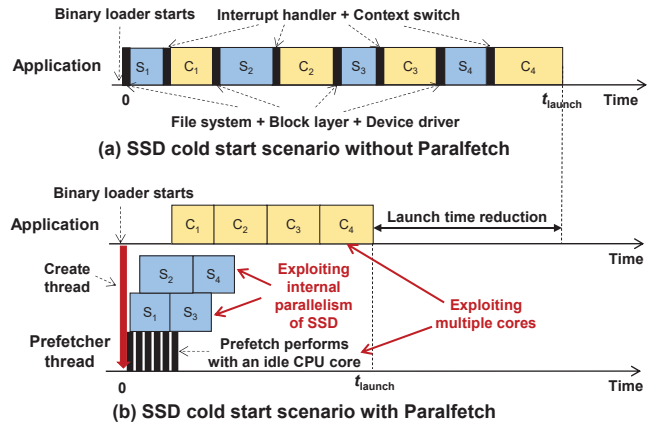 Binary loader starts
Interrupt handler + Context switch
Application
S1 C1 S2 C2 S3 C3 S4 C4
0
tlaunch
Time
File system + Block layer + Device driver
(a) SSD cold start scenario without Paralfetch
Binary loader starts
Application
C1 C2 C3 C4
Launch time reduction
Time
Create
thread
S2 S4
S1 S3
Exploiting
internal
parallelism
of SSD
Exploiting
multiple cores
Prefetcher
thread
Prefetch performs
with an idle CPU core
0
tlaunch
Time
(b) SSD cold start scenario with Paralfetch